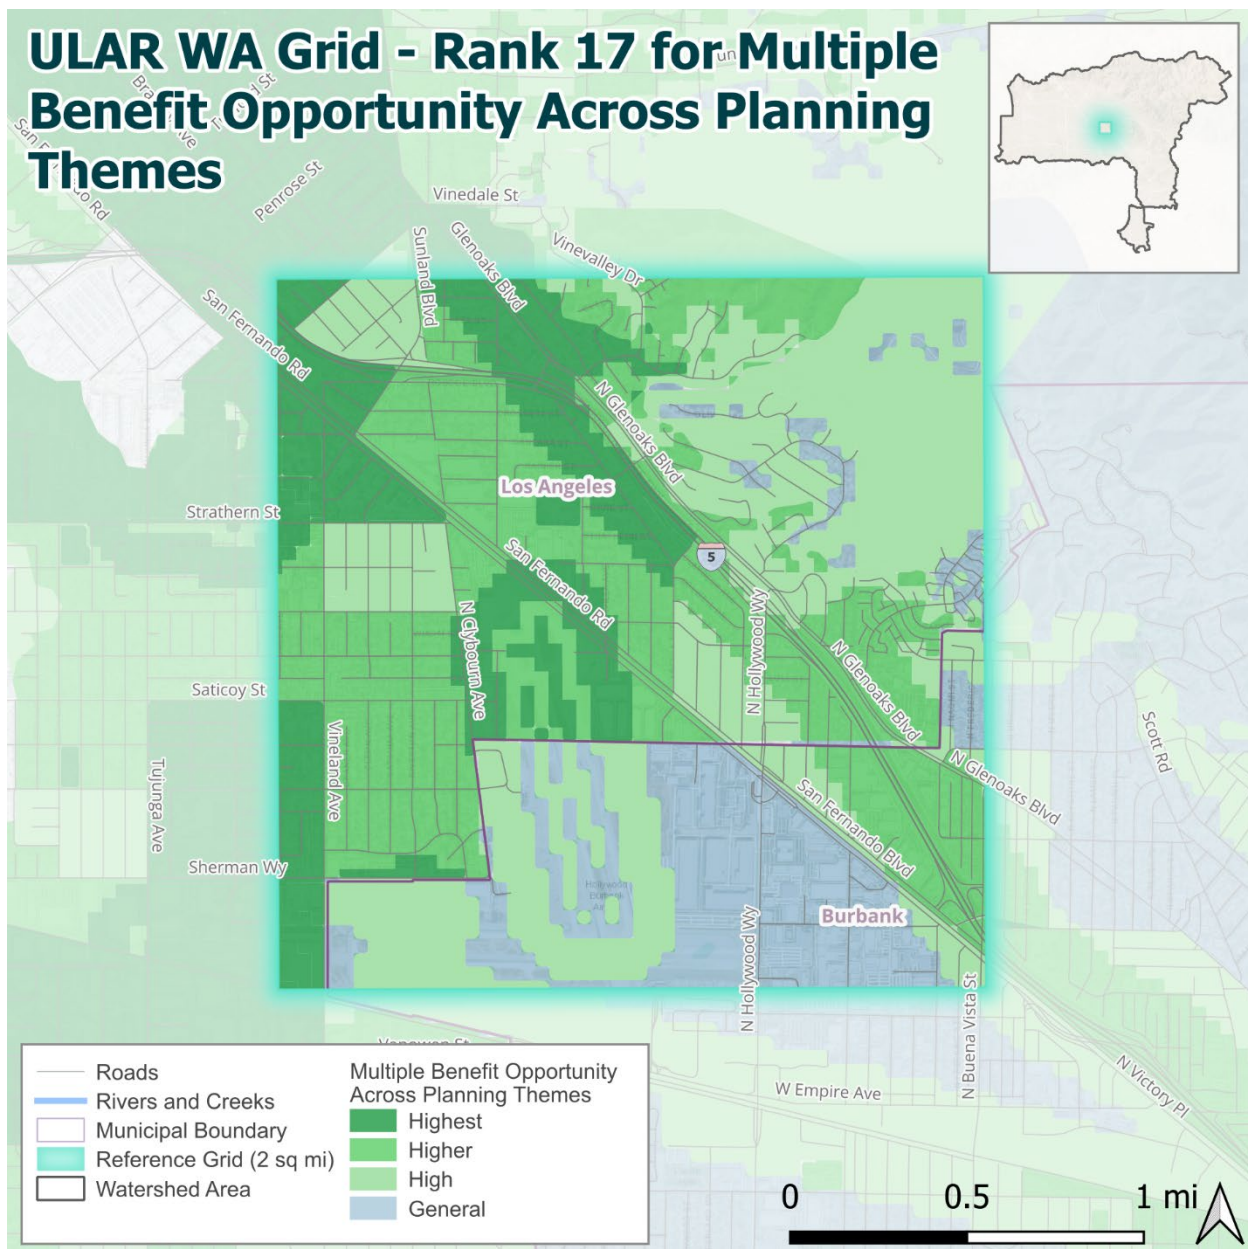 ULAR WA Grid - Rank 17 for Multiple
Benefit Opportunity Across Planning
Themes
San Fernando Rd
Penrose St
Vinedale St
Sunland Blvd
Glenoaks Blvd
Vinevalley Dr
San Fernando Rd
N Glenoaks Blvd
Los Angeles
Strathern St
5
San Fernando Rd
N Clybourn Ave
N Hollywood Wy
N Glenoaks Blvd
Saticoy St
Vineland Ave
Tujunga Ave
Scott Rd
N Glenoaks Blvd
San Fernando Blvd
Sherman Wy
Hollywood
Burbank
N Hollywood Wy
N Buena Vista St
W Empire Ave
N Victory Pl
Roads
Rivers and Creeks
Municipal Boundary
Reference Grid (2 sq mi)
Watershed Area
Multiple Benefit Opportunity
Across Planning Themes
Highest
Higher
High
General
0 0.5 1 mi